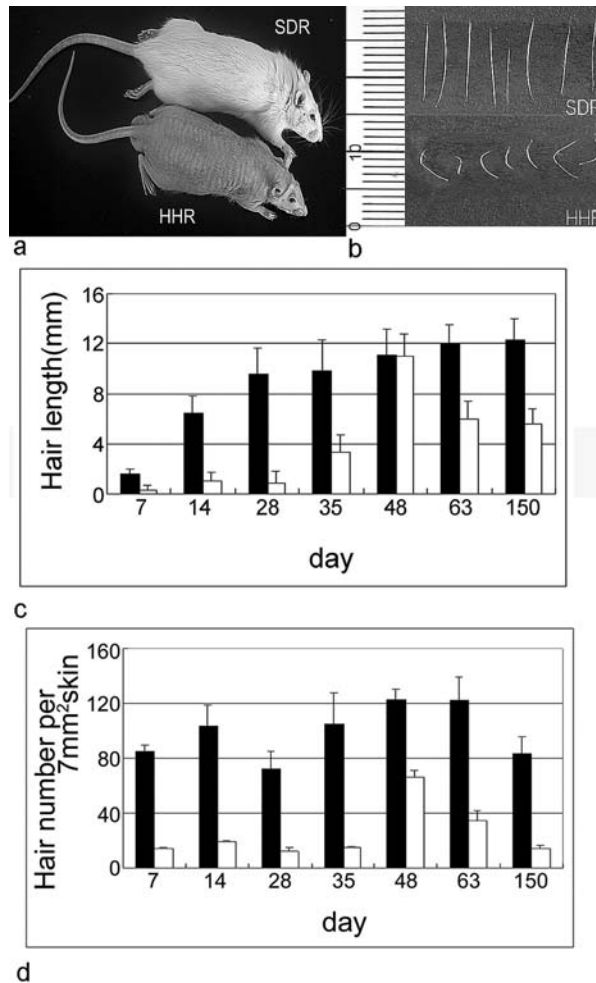 SDR
HHR
a
10
0
SDR
HHR
b
Hair length(mm)
16
12
8
4
0
7 14 28 35 48 63 150
day
c
Hair number per
7mm²skin
160
120
80
40
0
7 14 28 35 48 63 150
day
d